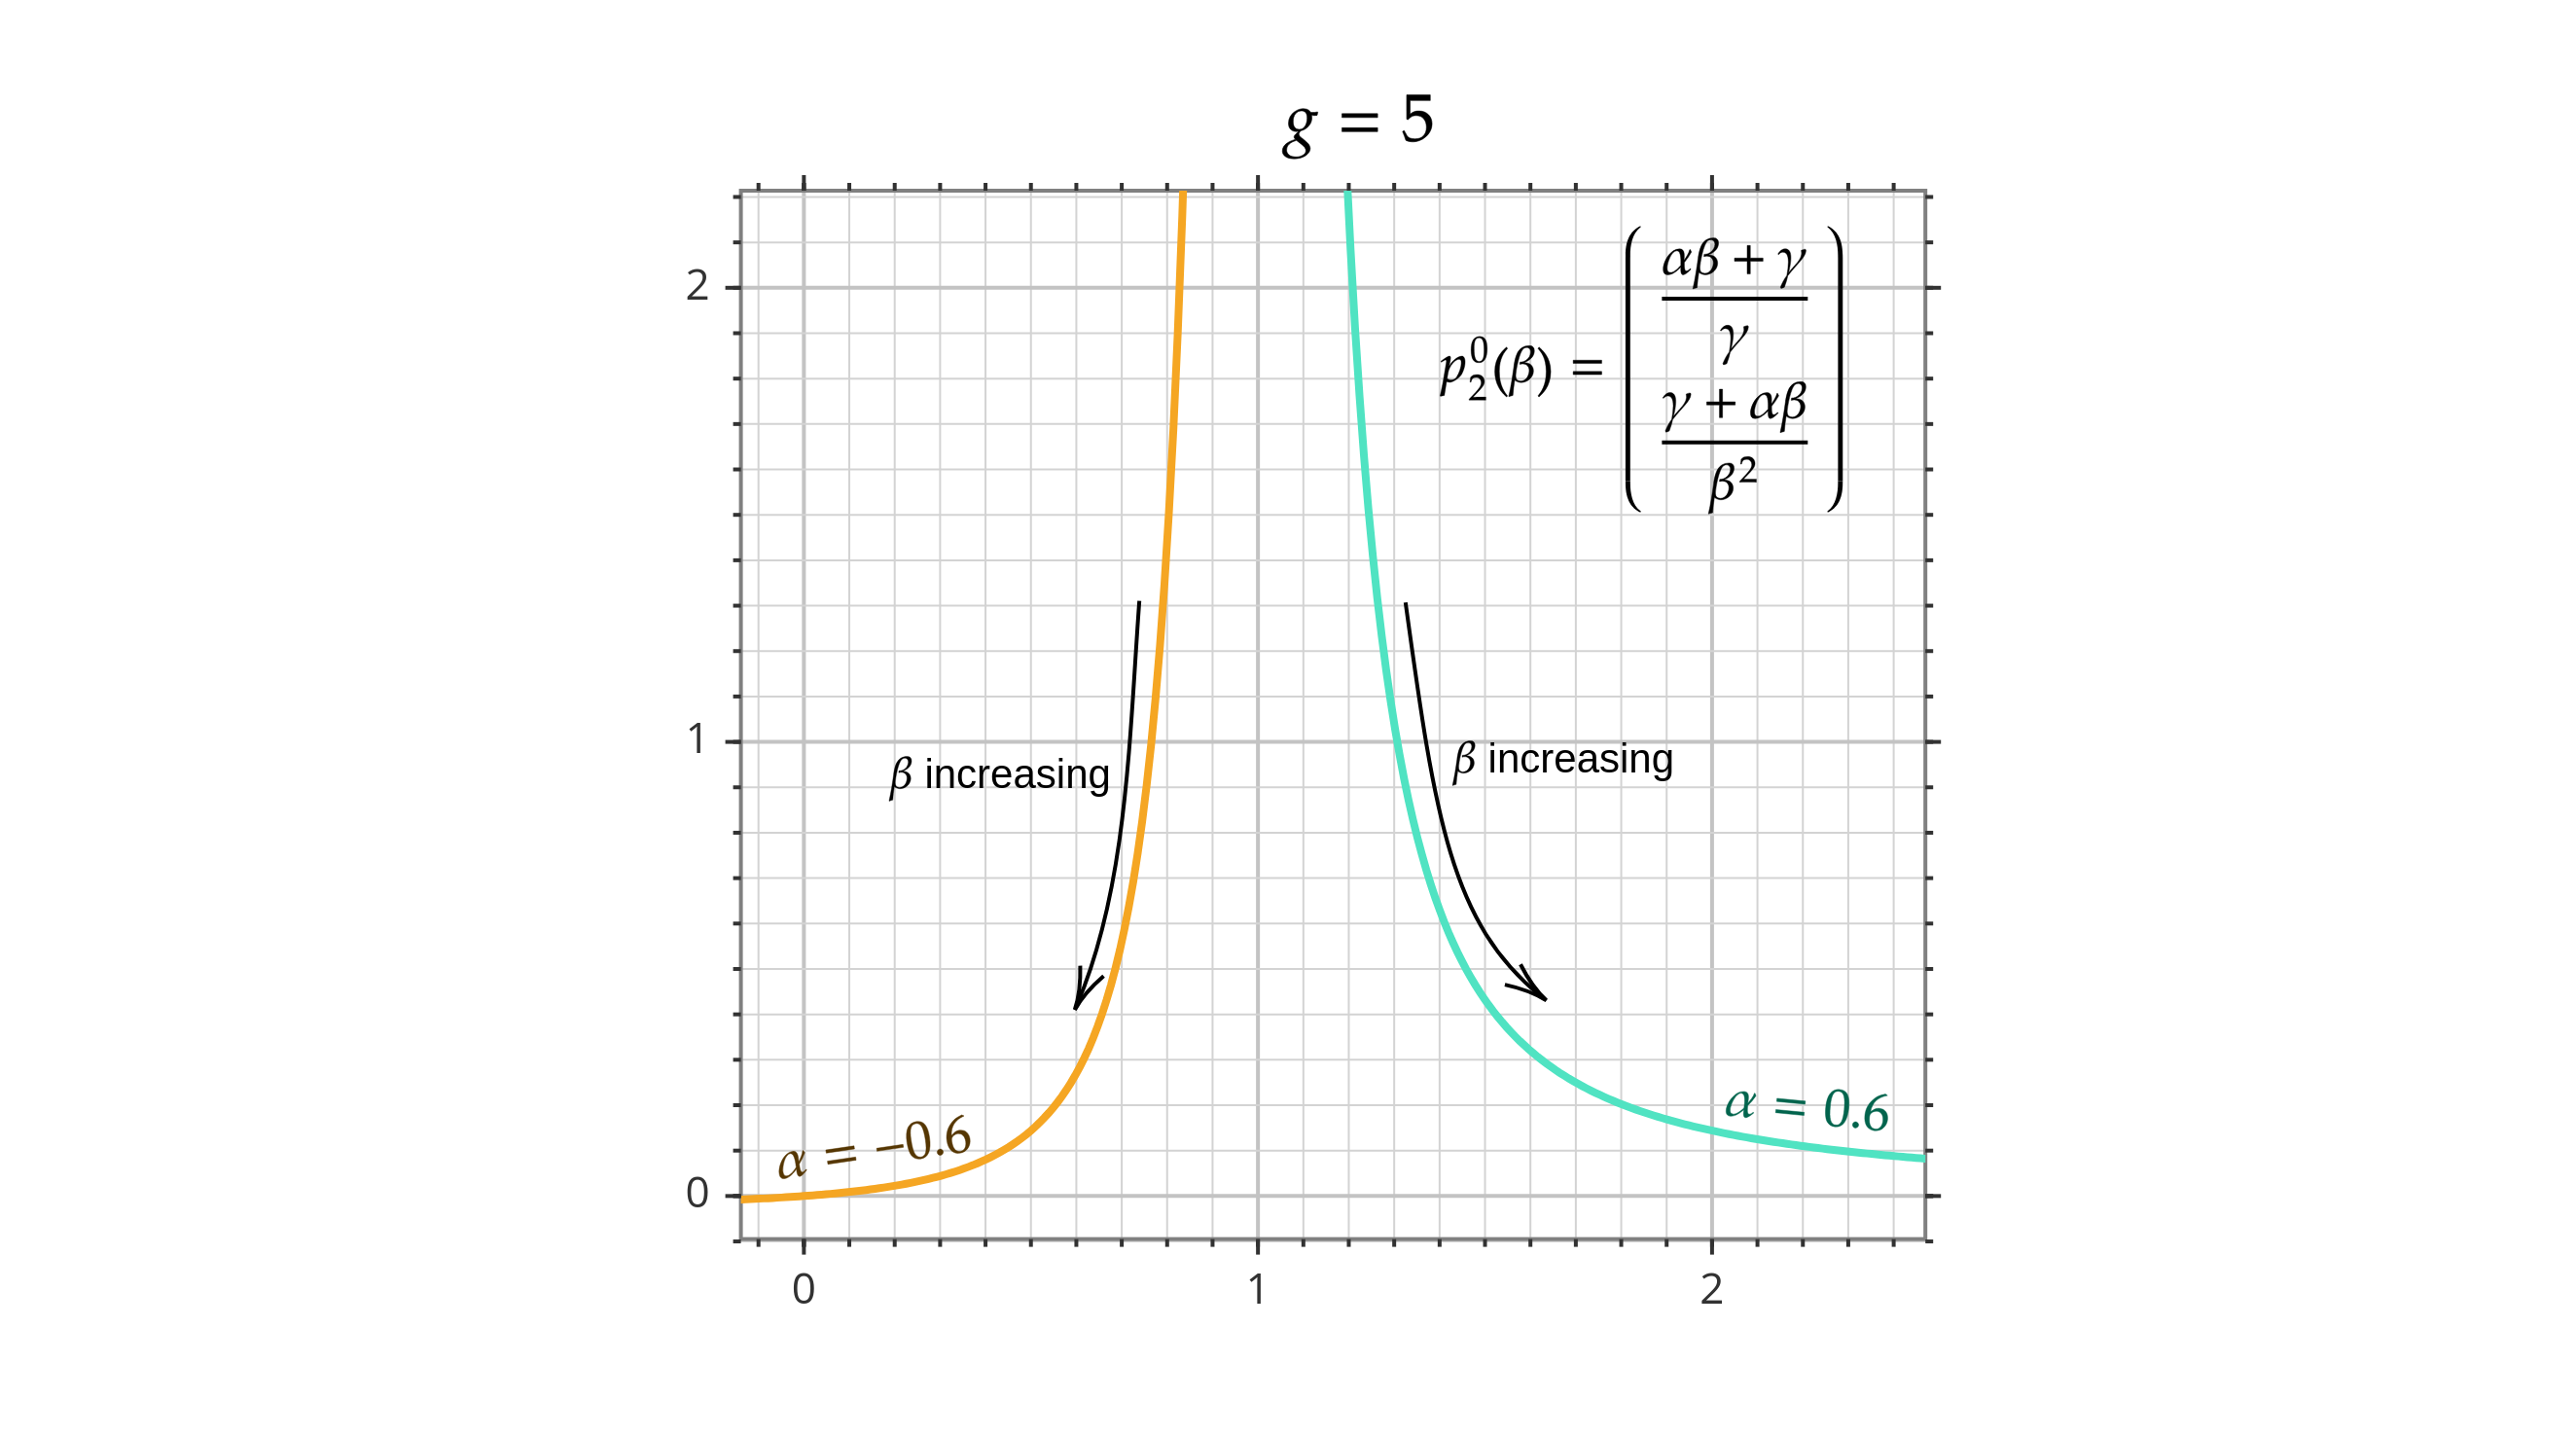 g = 5
2
p₂⁰(β) = ( (αβ + γ)/γ
(γ + αβ)/β² )
1
β increasing
β increasing
α = −0.6
α = 0.6
0
0 1 2